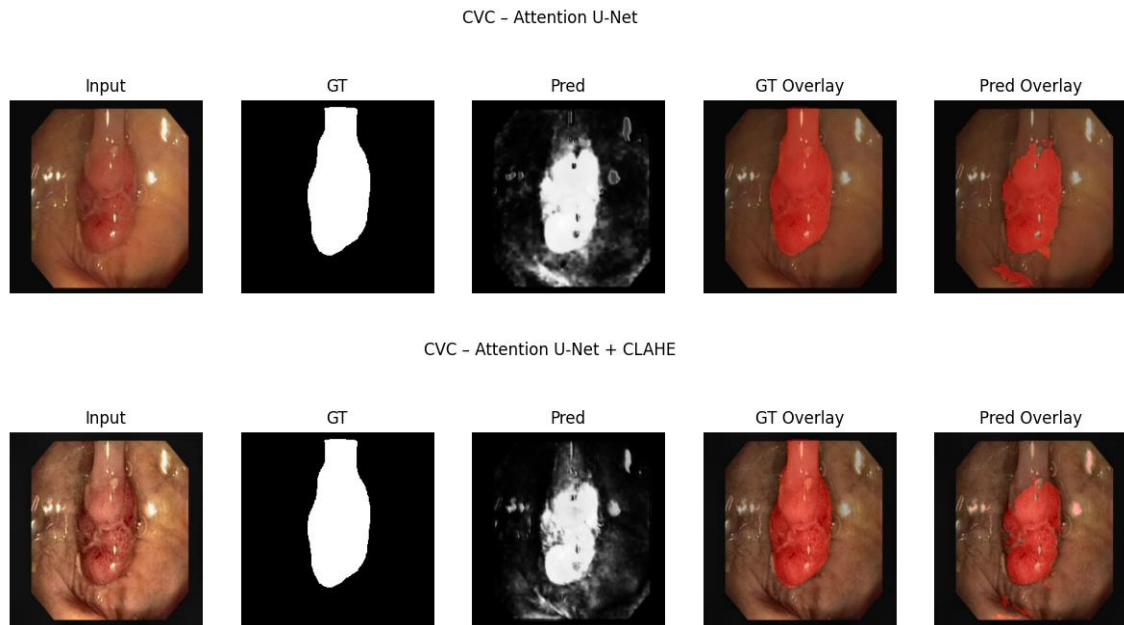 CVC – Attention U-Net
Input GT Pred GT Overlay Pred Overlay
CVC – Attention U-Net + CLAHE
Input GT Pred GT Overlay Pred Overlay